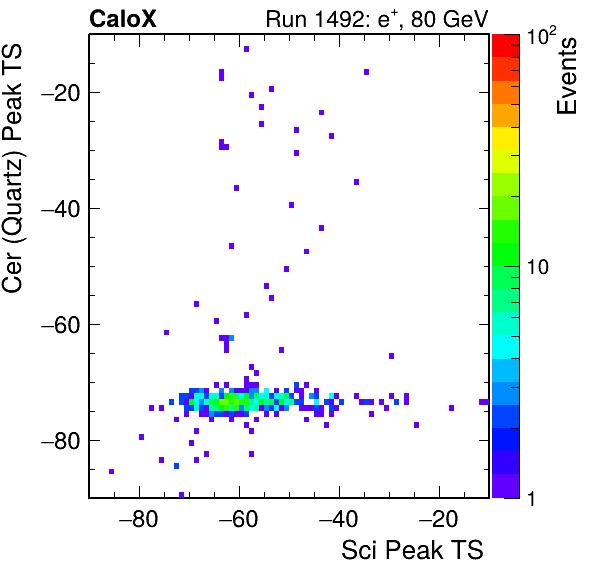 CaloX Run 1492: e⁺, 80 GeV
Cer (Quartz) Peak TS
−20
−40
−60
−80
−80 −60 −40 −20
Sci Peak TS
10²
10
1
Events